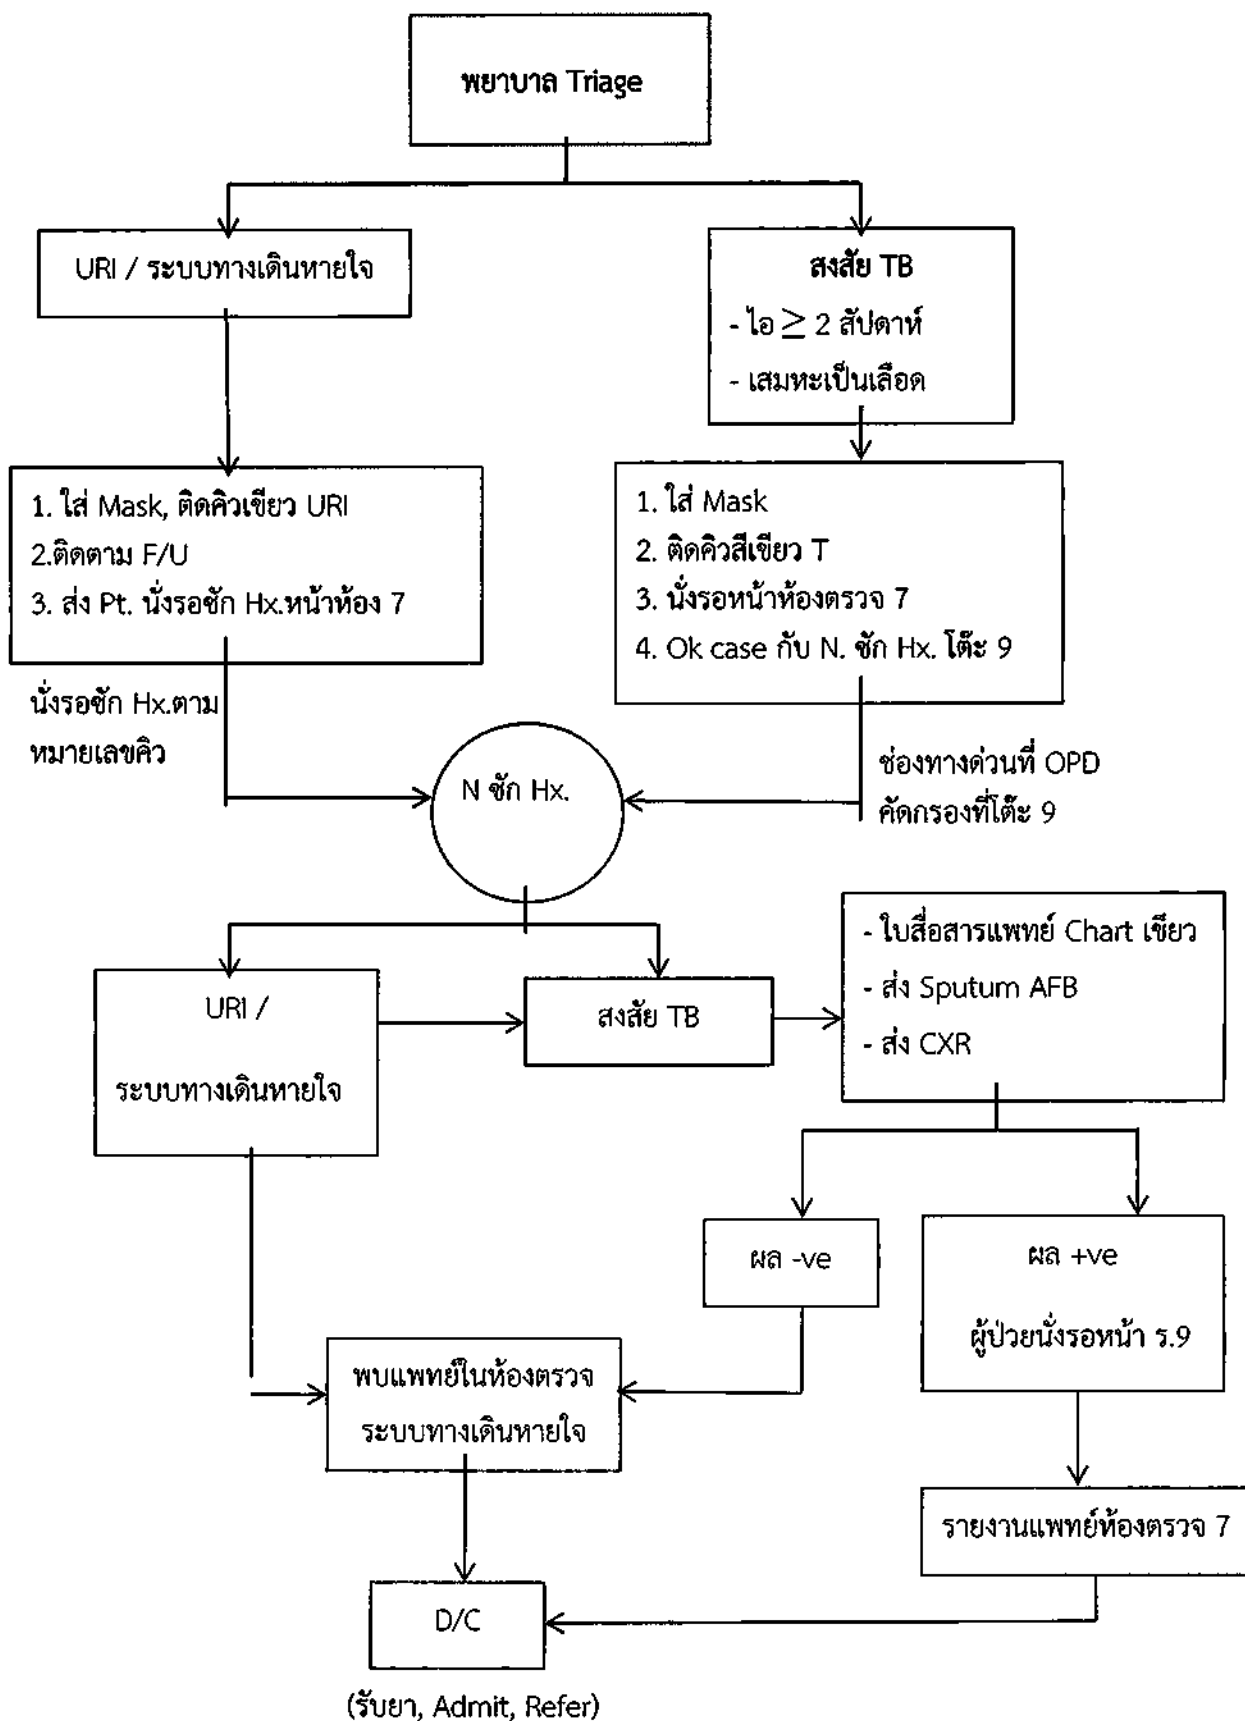 พยาบาล Triage
URI / ระบบทางเดินหายใจ
สงสัย TB
- ไอ ≥ 2 สัปดาห์
- เสมหะเป็นเลือด
1. ใส่ Mask, ติดคิวเขียว URI
2.ติดตาม F/U
3. ส่ง Pt. นั่งรอซัก Hx.หน้าห้อง 7
1. ใส่ Mask
2. ติดคิวสีเขียว T
3. นั่งรอหน้าห้องตรวจ 7
4. Ok case กับ N. ซัก Hx. โต๊ะ 9
นั่งรอซัก Hx.ตาม
หมายเลขคิว
ช่องทางด่วนที่ OPD
คัดกรองที่โต๊ะ 9
N ซัก Hx.
URI /
ระบบทางเดินหายใจ
สงสัย TB
- ใบสื่อสารแพทย์ Chart เขียว
- ส่ง Sputum AFB
- ส่ง CXR
ผล -ve
ผล +ve
ผู้ป่วยนั่งรอหน้า ร.9
พบแพทย์ในห้องตรวจ
ระบบทางเดินหายใจ
รายงานแพทย์ห้องตรวจ 7
D/C
(รับยา, Admit, Refer)